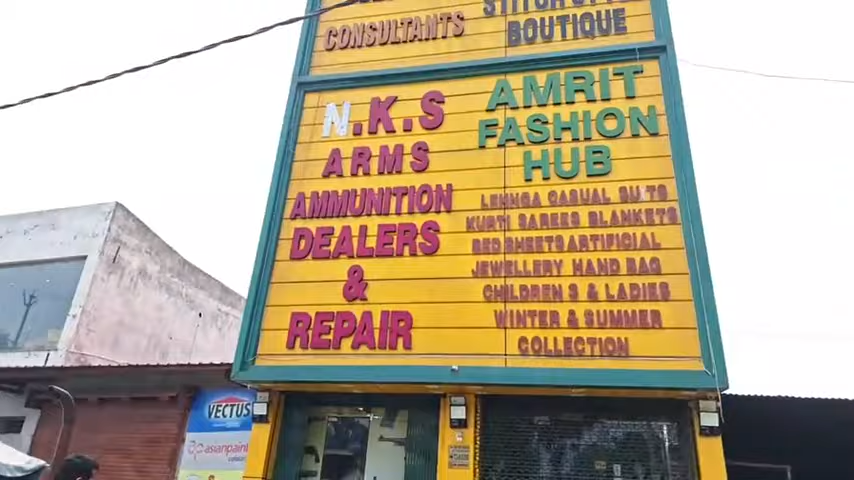 CONSULTANTS
BOUTIQUE
N.K.S
ARMS
AMMUNITION
DEALERS
&
REPAIR
AMRIT
FASHION
HUB
LEHNGA CASUAL SUITS
KURTI SAREES BLANKETS
BED SHEETS ARTIFICIAL
JEWELLERY HAND BAG
CHILDREN'S & LADIES
WINTER & SUMMER
COLLECTION
VECTUS
asianpaints